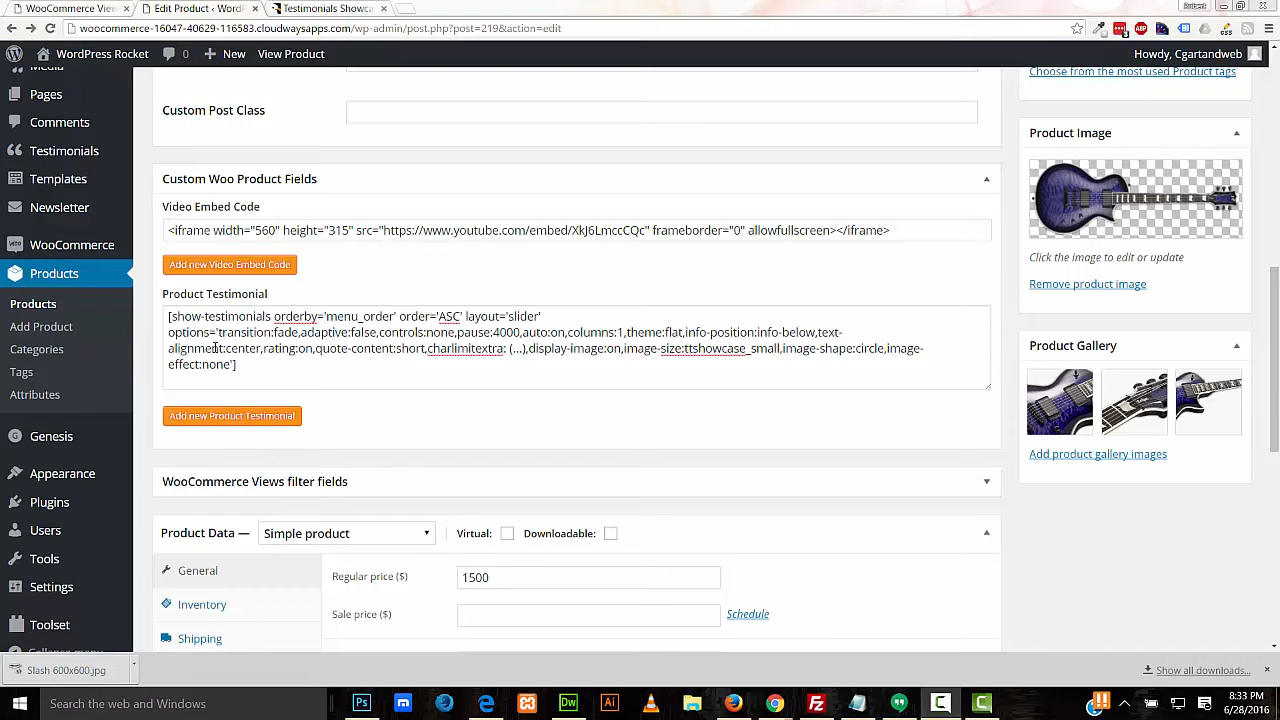 WooCommerce View
Edit Product ‹ WordP
Testimonials Showca
woocommerce-16047-40629-116583.cloudwaysapps.com/wp-admin/post.php?post=219&action=edit
WordPress Rocket
0
New
View Product
Howdy, Cgartandweb
Media
Pages
Comments
Testimonials
Templates
Newsletter
WooCommerce
Products
Products
Add Product
Categories
Tags
Attributes
Genesis
Appearance
Plugins
Users
Tools
Settings
Toolset
Collapse menu
Custom Post Class
Custom Woo Product Fields
Video Embed Code
<iframe width="560" height="315" src="https://www.youtube.com/embed/XkJ6LmccCQc" frameborder="0" allowfullscreen></iframe>
Add new Video Embed Code
Product Testimonial
[show-testimonials orderby='menu_order' order='ASC' layout='slider'
options='transition:fade,adaptive:false,controls:none,pause:4000,auto:on,columns:1,theme:flat,info-position:info-below,text-
alignment:center,rating:on,quote-content:short,charlimitextra: (...),display-image:on,image-size:ttshowcase_small,image-shape:circle,image-
effect:none']
Add new Product Testimonial
WooCommerce Views filter fields
Product Data — Simple product
Virtual:
Downloadable:
General
Inventory
Shipping
Regular price ($)
1500
Sale price ($)
Schedule
Choose from the most used Product tags
Product Image
Click the image to edit or update
Remove product image
Product Gallery
Add product gallery images
Slash 600x600.jpg
Show all downloads...
Search the web and Windows
8:33 PM
6/28/2016